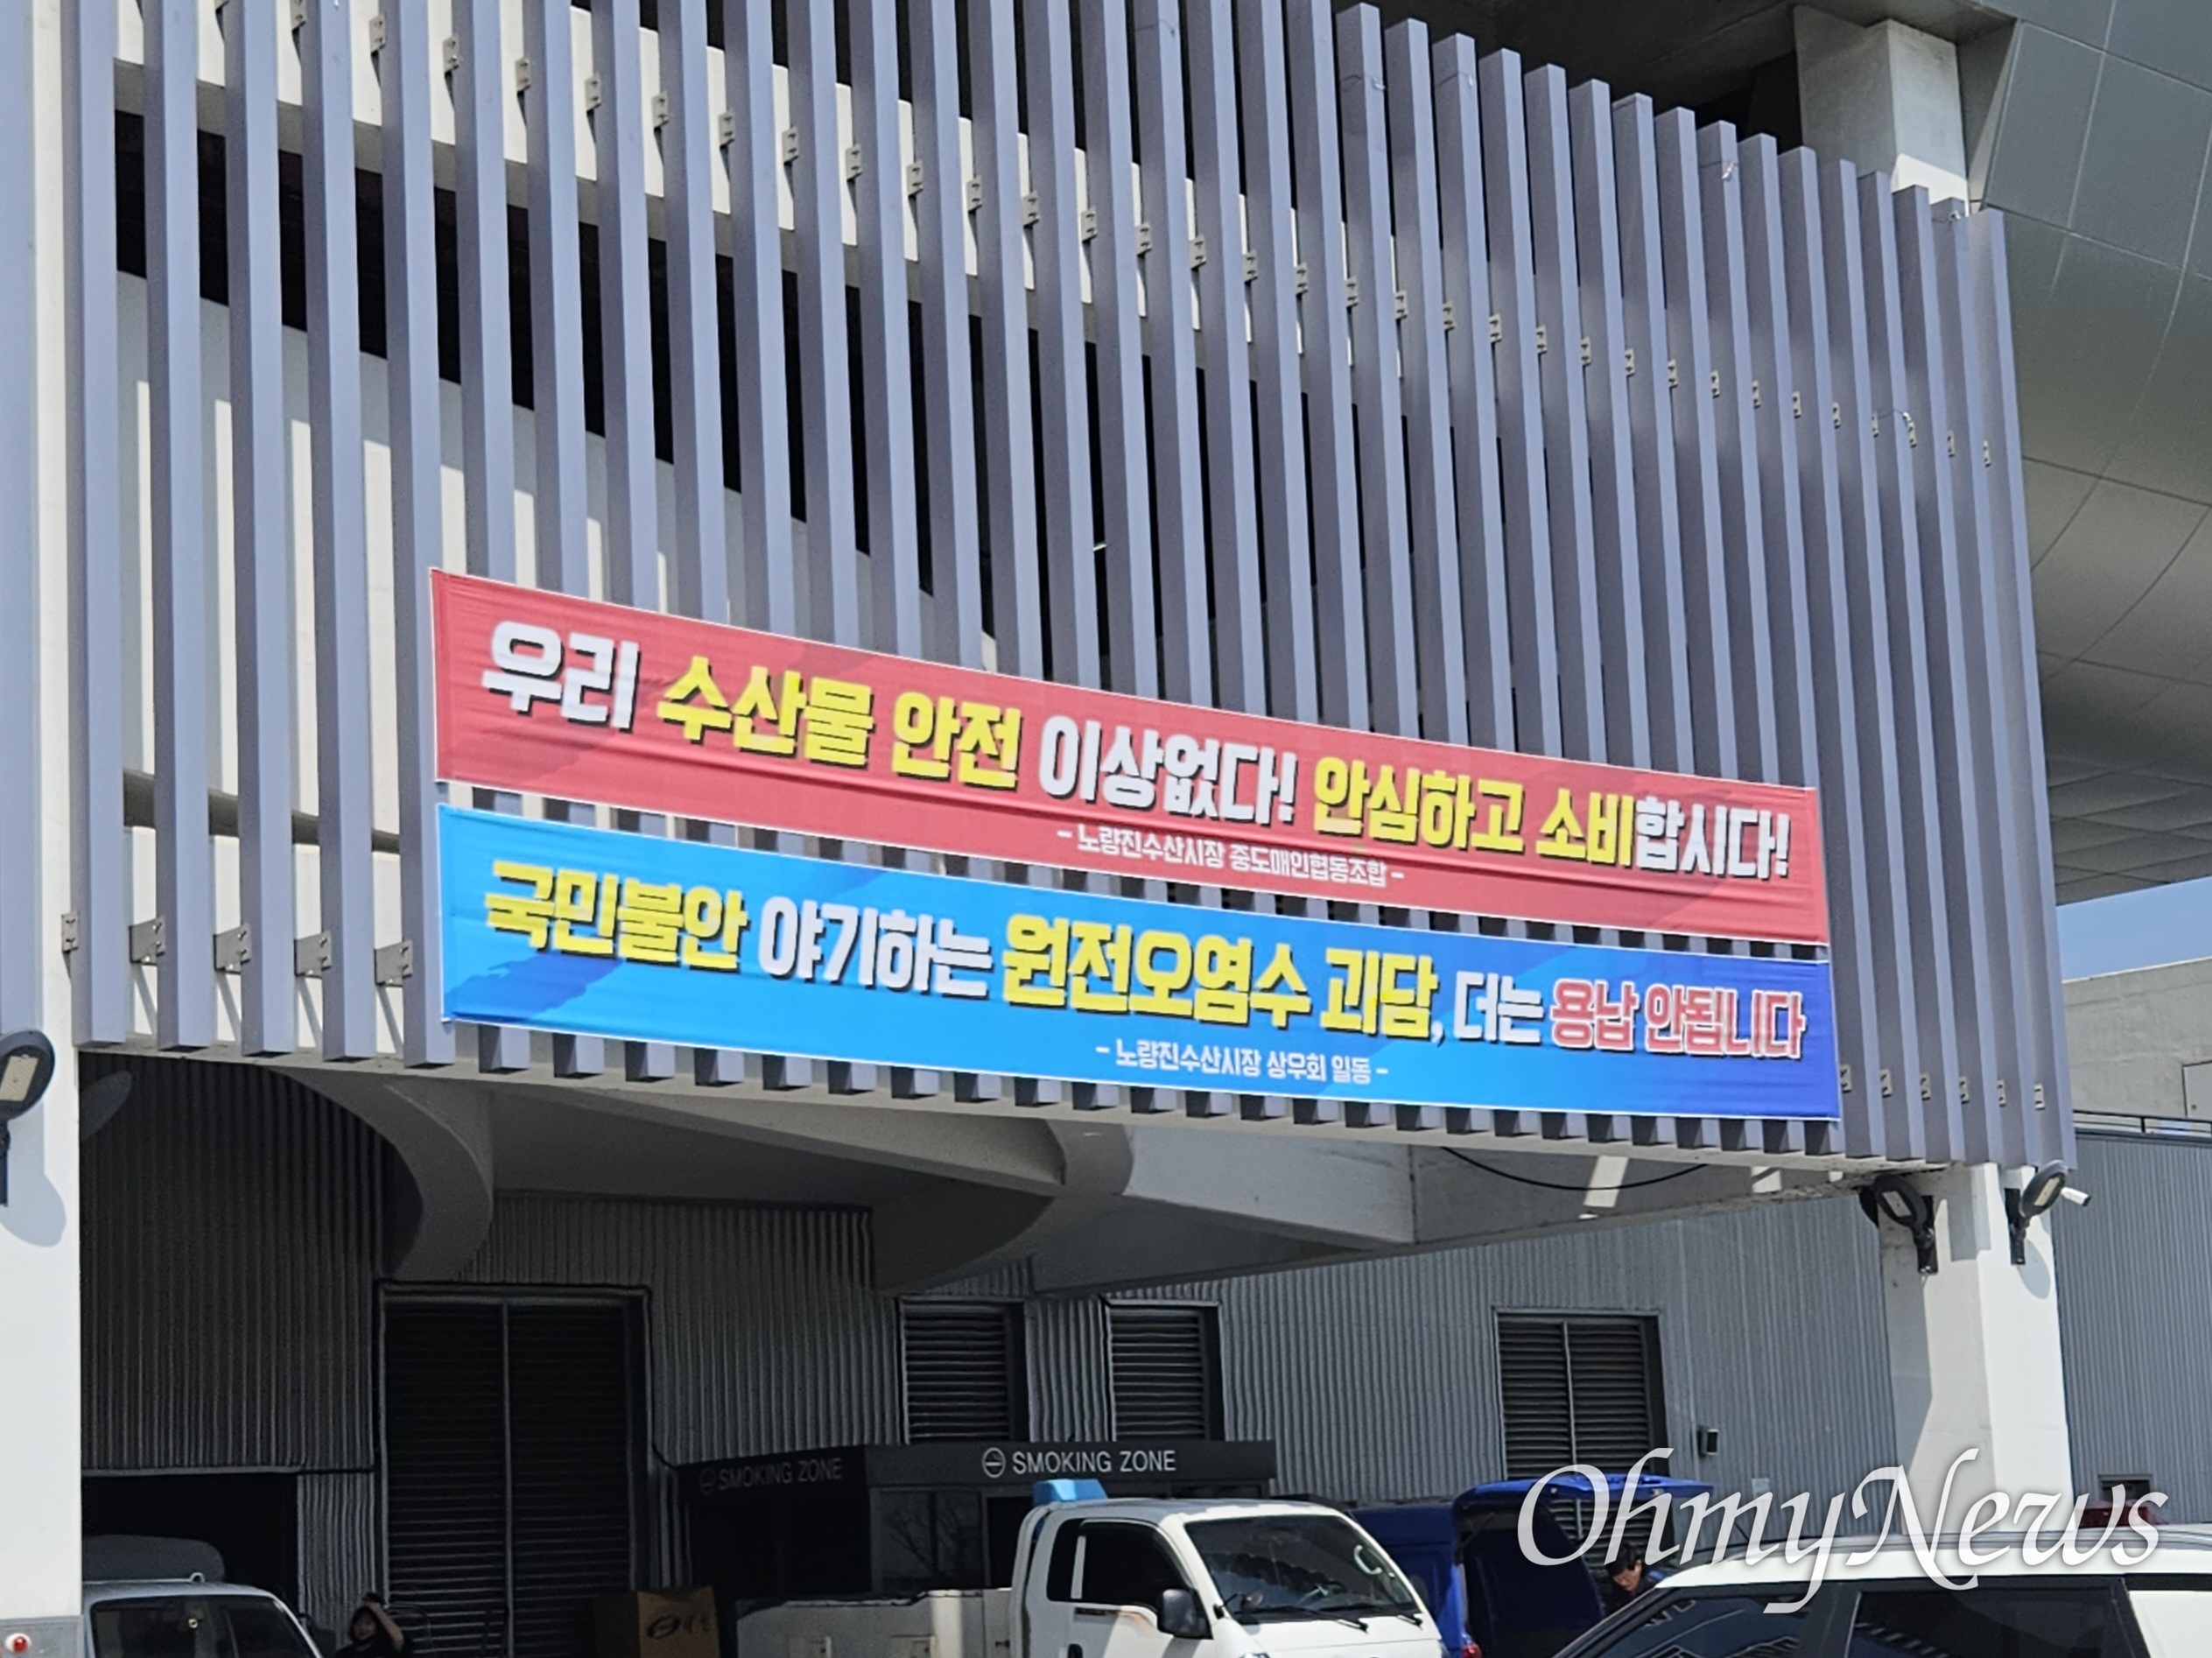 우리 수산물 안전 이상없다! 안심하고 소비합시다!
- 노량진수산시장 중도매인협동조합 -
국민불안 야기하는 원전오염수 괴담, 더는 용납 안됩니다
- 노량진수산시장 상우회 일동 -
SMOKING ZONE
SMOKING ZONE
OhmyNews